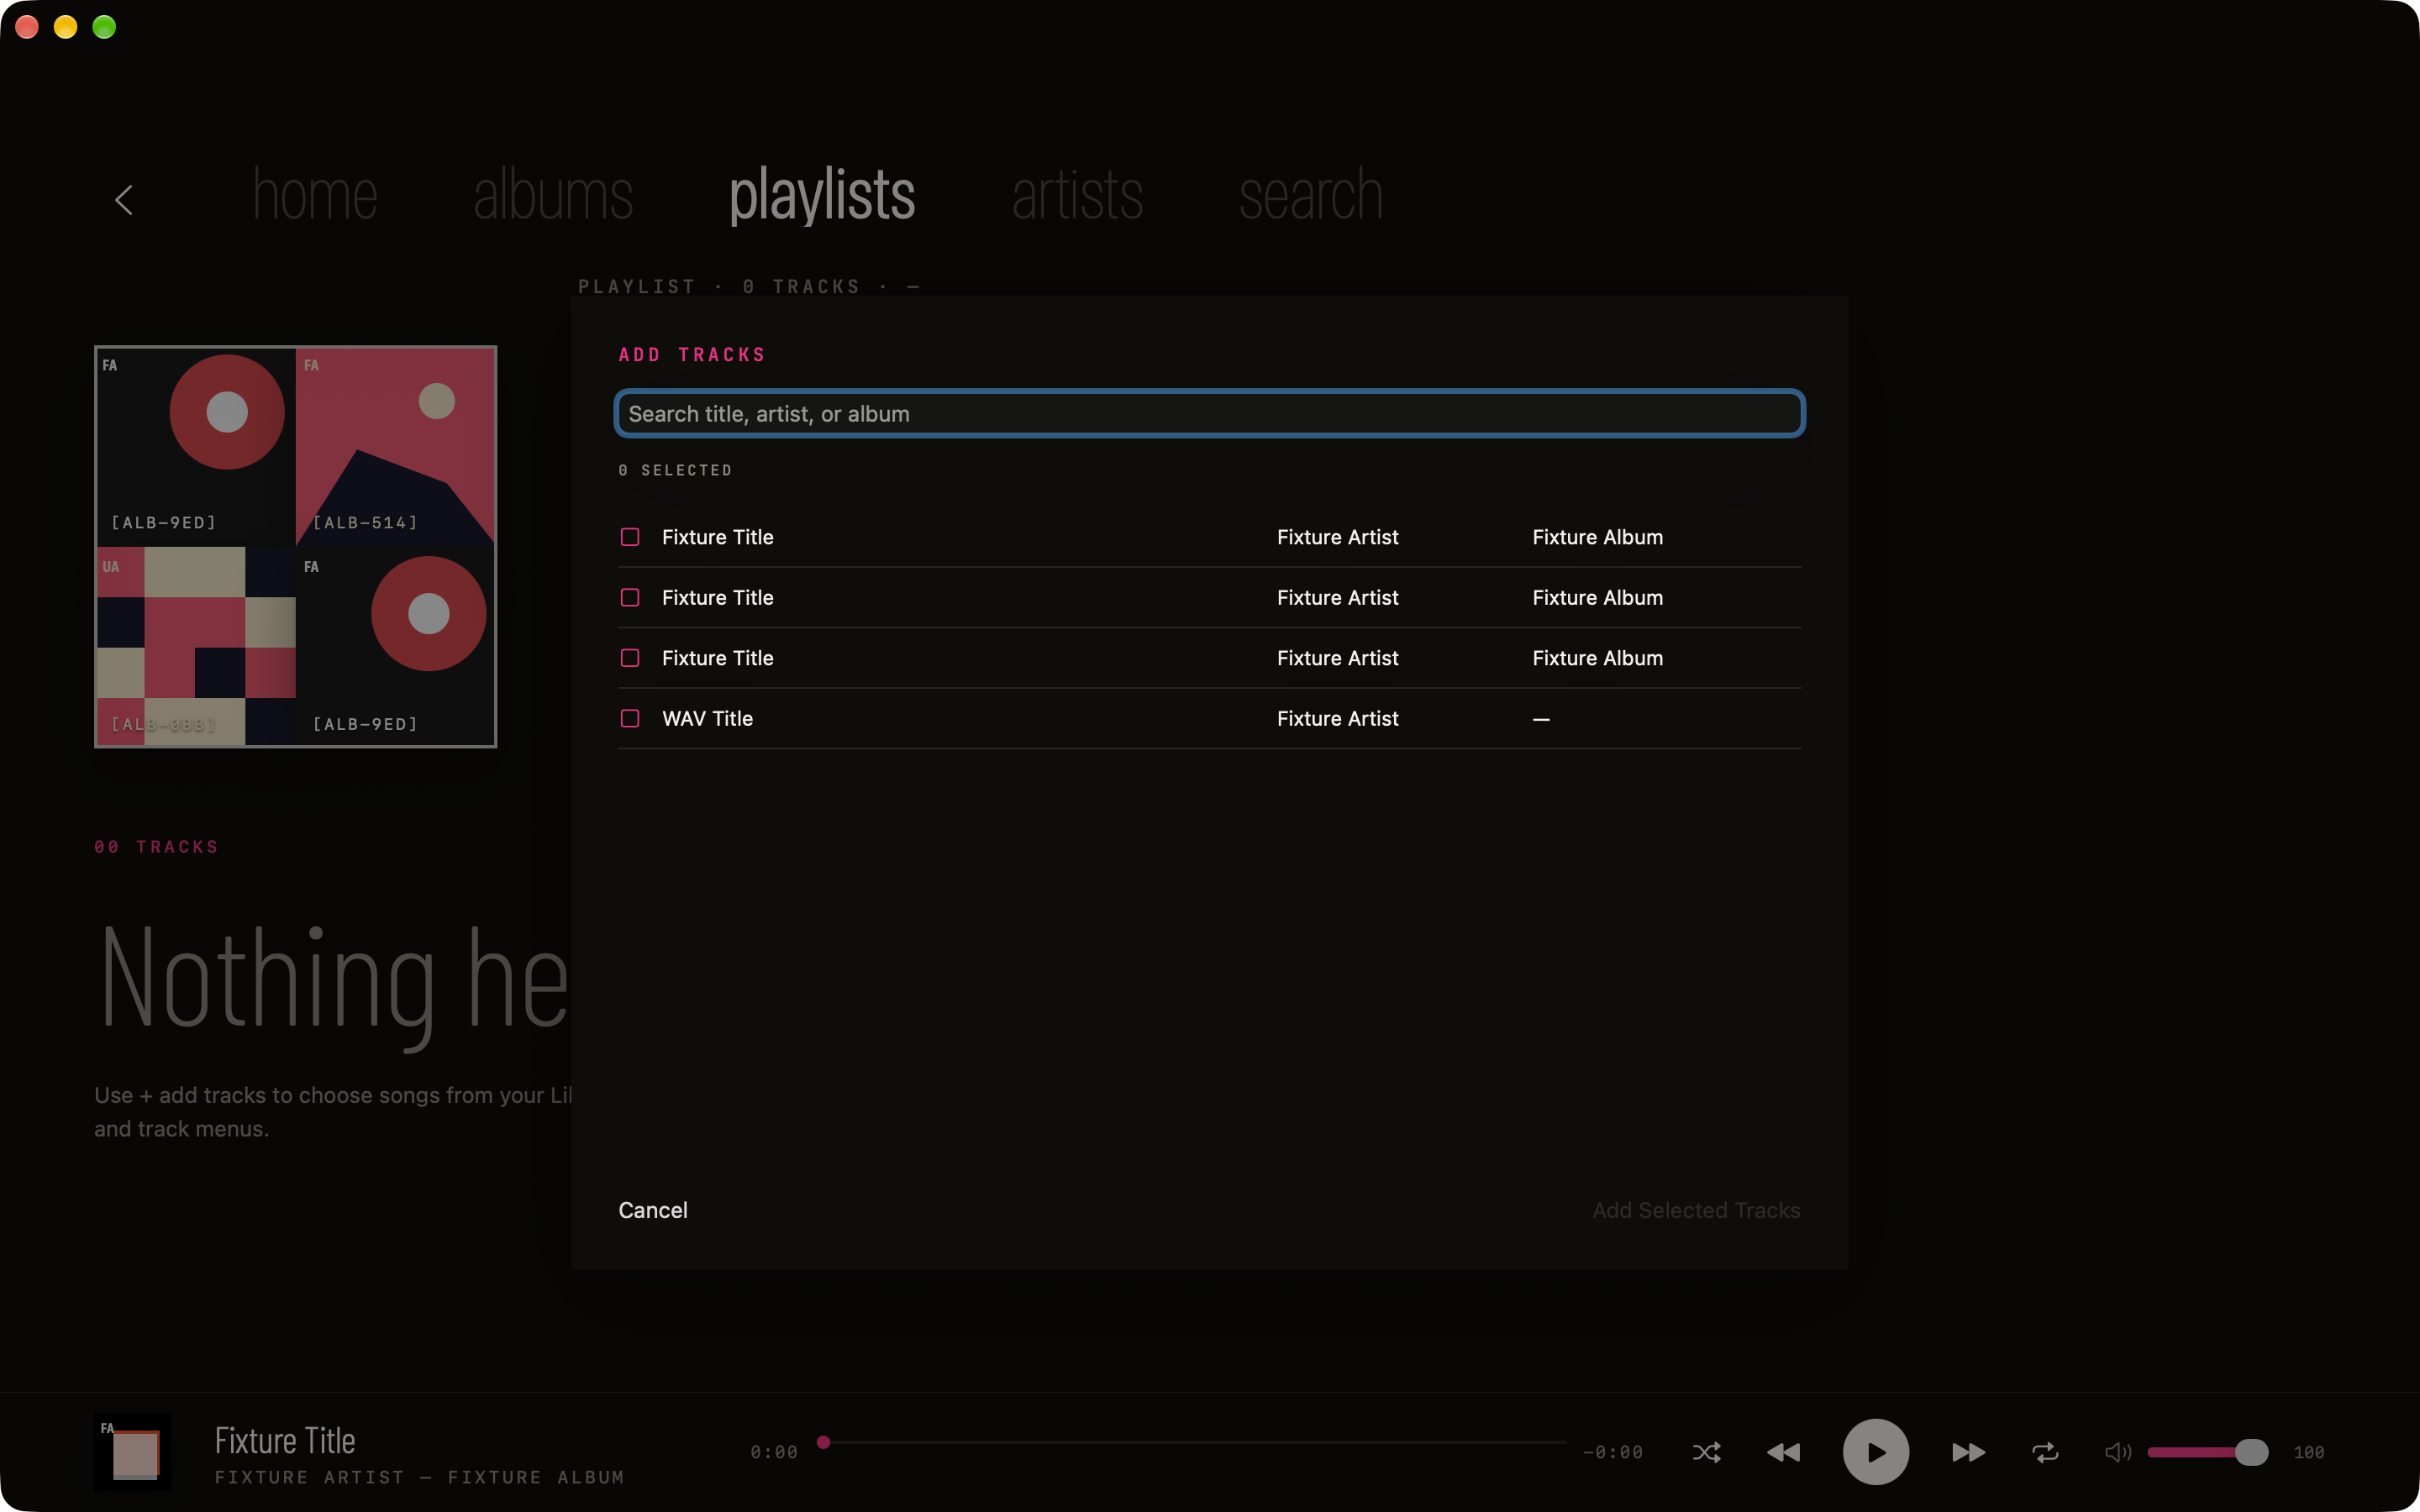 home albums playlists artists search
PLAYLIST · 0 TRACKS · —
FA
FA
[ALB—9ED]
[ALB—514]
UA
FA
[ALB—0BB]
[ALB—9ED]
00 TRACKS
Nothing he
Use + add tracks to choose songs from your Li
and track menus.
ADD TRACKS
Search title, artist, or album
0 SELECTED
Fixture Title Fixture Artist Fixture Album
Fixture Title Fixture Artist Fixture Album
Fixture Title Fixture Artist Fixture Album
WAV Title Fixture Artist —
Cancel Add Selected Tracks
FA
Fixture Title
FIXTURE ARTIST — FIXTURE ALBUM
0:00 —0:00 100